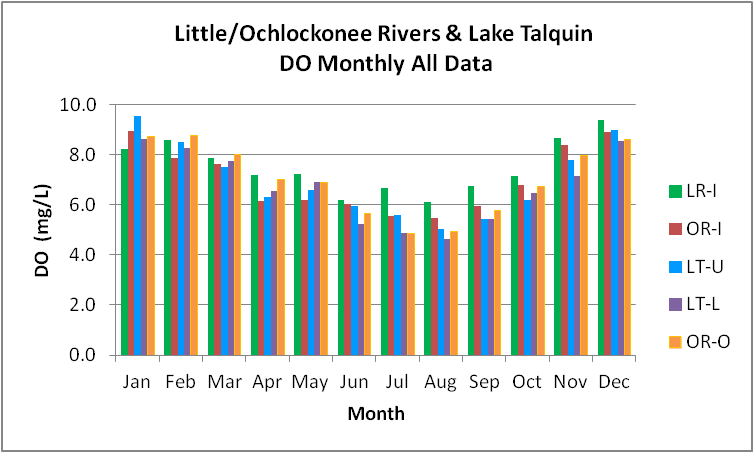 Little/Ochlockonee Rivers & Lake Talquin
DO Monthly All Data
DO (mg/L)
10.0
8.0
6.0
4.0
2.0
0.0
Jan Feb Mar Apr May Jun Jul Aug Sep Oct Nov Dec
Month
LR-I
OR-I
LT-U
LT-L
OR-O